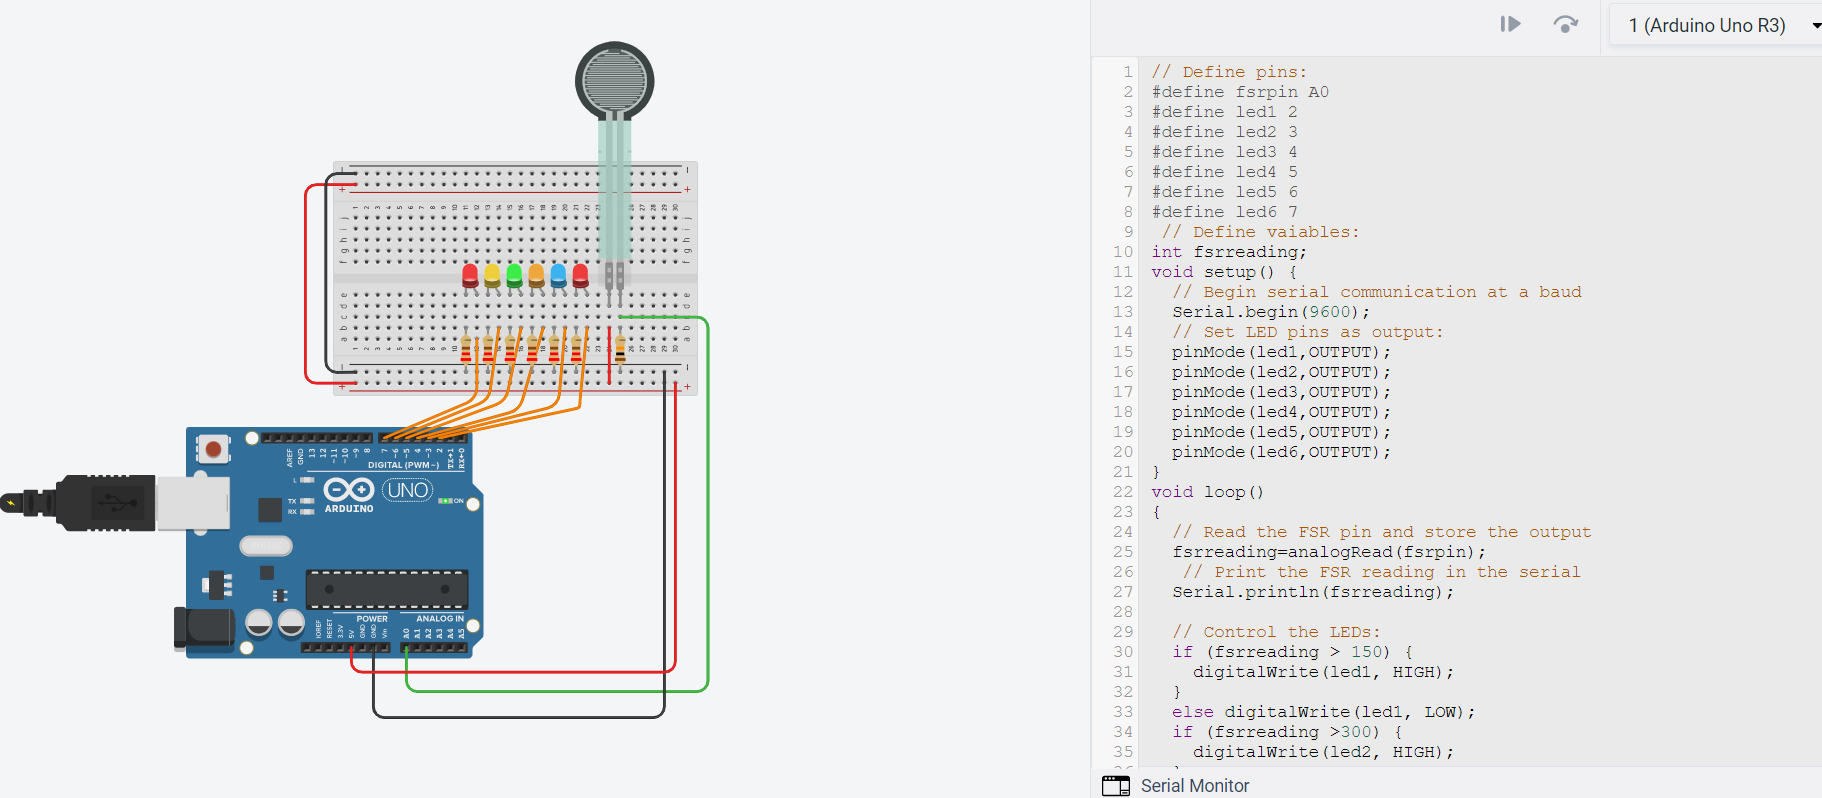 1 (Arduino Uno R3)
1 // Define pins:
2 #define fsrpin A0
3 #define led1 2
4 #define led2 3
5 #define led3 4
6 #define led4 5
7 #define led5 6
8 #define led6 7
9 // Define vaiables:
10 int fsrreading;
11 void setup() {
12 // Begin serial communication at a baud
13 Serial.begin(9600);
14 // Set LED pins as output:
15 pinMode(led1,OUTPUT);
16 pinMode(led2,OUTPUT);
17 pinMode(led3,OUTPUT);
18 pinMode(led4,OUTPUT);
19 pinMode(led5,OUTPUT);
20 pinMode(led6,OUTPUT);
21 }
22 void loop()
23 {
24 // Read the FSR pin and store the output
25 fsrreading=analogRead(fsrpin);
26 // Print the FSR reading in the serial
27 Serial.println(fsrreading);
28
29 // Control the LEDs:
30 if (fsrreading > 150) {
31 digitalWrite(led1, HIGH);
32 }
33 else digitalWrite(led1, LOW);
34 if (fsrreading >300) {
35 digitalWrite(led2, HIGH);
Serial Monitor
AREF GND 13 12 ~11 ~10 ~9 8 7 ~6 ~5 4 ~3 2 TX→1 RX←0
DIGITAL (PWM~)
L
TX
RX
UNO
ON
ARDUINO
POWER ANALOG IN
IOREF RESET 3.3V 5V GND GND Vin A0 A1 A2 A3 A4 A5